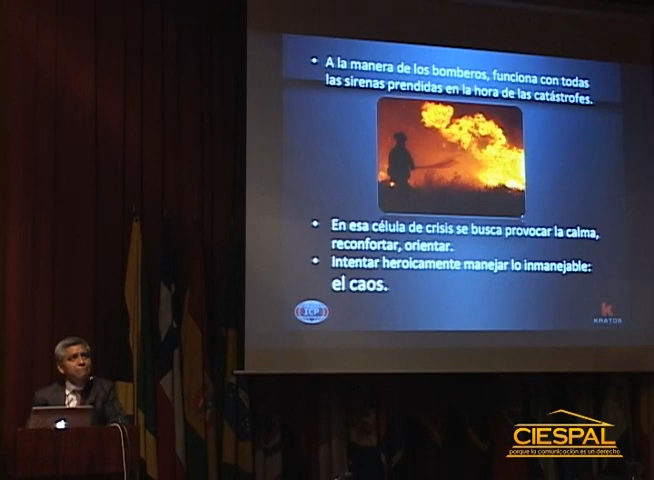 • A la manera de los bomberos, funciona con todas
las sirenas prendidas en la hora de las catástrofes.
• En esa célula de crisis se busca provocar la calma,
reconfortar, orientar.
• Intentar heroicamente manejar lo inmanejable:
el caos.
ICP
KRATOS
CIESPAL
porque la comunicación es un derecho